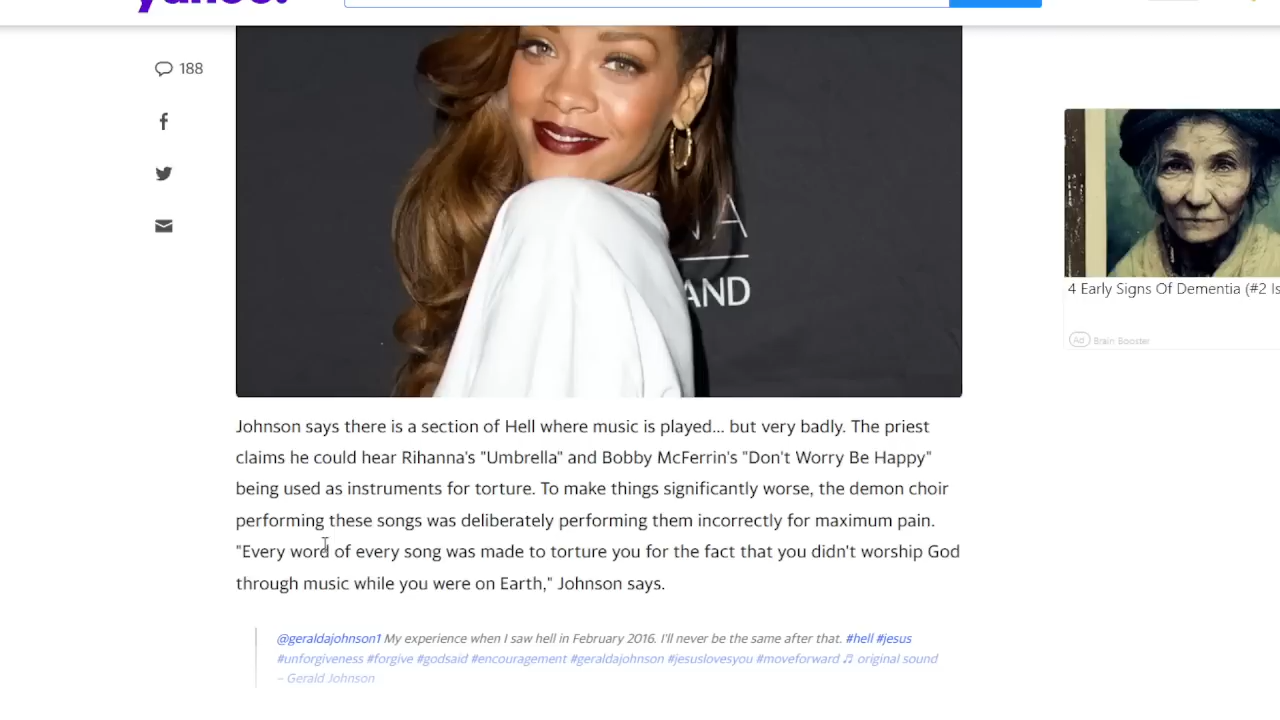 188
NA
AND
4 Early Signs Of Dementia (#2 Is
Ad Brain Booster
Johnson says there is a section of Hell where music is played... but very badly. The priest
claims he could hear Rihanna's "Umbrella" and Bobby McFerrin's "Don't Worry Be Happy"
being used as instruments for torture. To make things significantly worse, the demon choir
performing these songs was deliberately performing them incorrectly for maximum pain.
"Every word of every song was made to torture you for the fact that you didn't worship God
through music while you were on Earth," Johnson says.
@geraldajohnson1 My experience when I saw hell in February 2016. I'll never be the same after that. #hell #jesus
#unforgiveness #forgive #godsaid #encouragement #geraldajohnson #jesuslovesyou #moveforward ♬ original sound
– Gerald Johnson